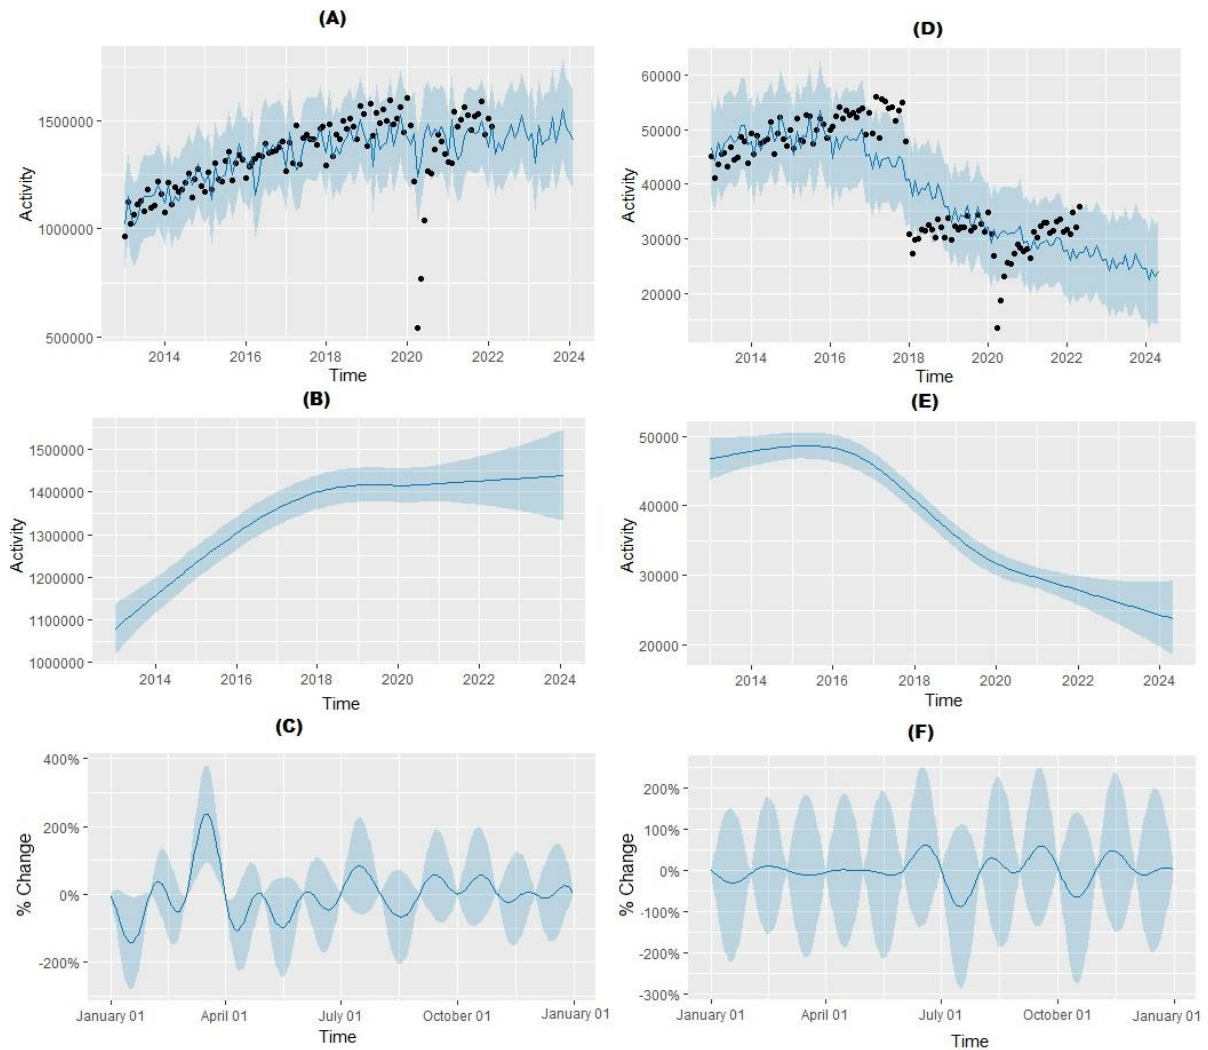 (A)
Activity
1500000
1000000
500000
2014 2016 2018 2020 2022 2024
Time
(D)
Activity
60000
50000
40000
30000
20000
2014 2016 2018 2020 2022 2024
Time
(B)
Activity
1500000
1400000
1300000
1200000
1100000
1000000
2014 2016 2018 2020 2022 2024
Time
(E)
Activity
50000
40000
30000
20000
2014 2016 2018 2020 2022 2024
Time
(C)
% Change
400%
200%
0%
-200%
January 01 April 01 July 01 October 01 January 01
Time
(F)
% Change
200%
100%
0%
-100%
-200%
-300%
January 01 April 01 July 01 October 01 January 01
Time